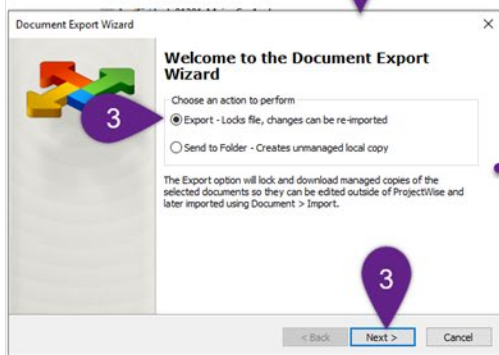 Document Export Wizard
Welcome to the Document Export
Wizard
Choose an action to perform
3
Export - Locks file, changes can be re-imported
Send to Folder - Creates unmanaged local copy
The Export option will lock and download managed copies of the
selected documents so they can be edited outside of ProjectWise and
later imported using Document > Import.
3
< Back Next > Cancel